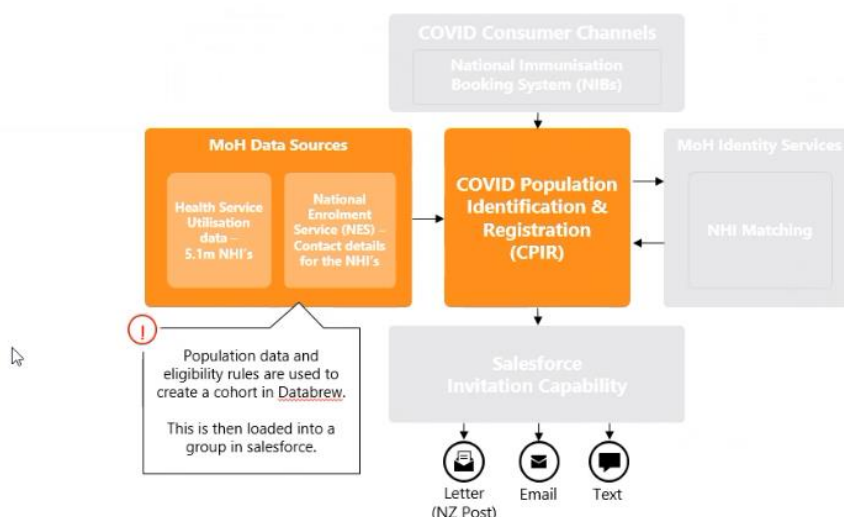 COVID Consumer Channels
National Immunisation
Booking System (NIBs)
MoH Data Sources
Health Service
Utilisation
data –
5.1m NHI's
National
Enrolment
Service (NES) –
Contact details
for the NHI's
COVID Population
Identification &
Registration
(CPIR)
MoH Identity Services
NHI Matching
!
Population data and
eligibility rules are used to
create a cohort in Databrew.
This is then loaded into a
group in salesforce.
Salesforce
Invitation Capability
Letter
(NZ Post)
Email
Text